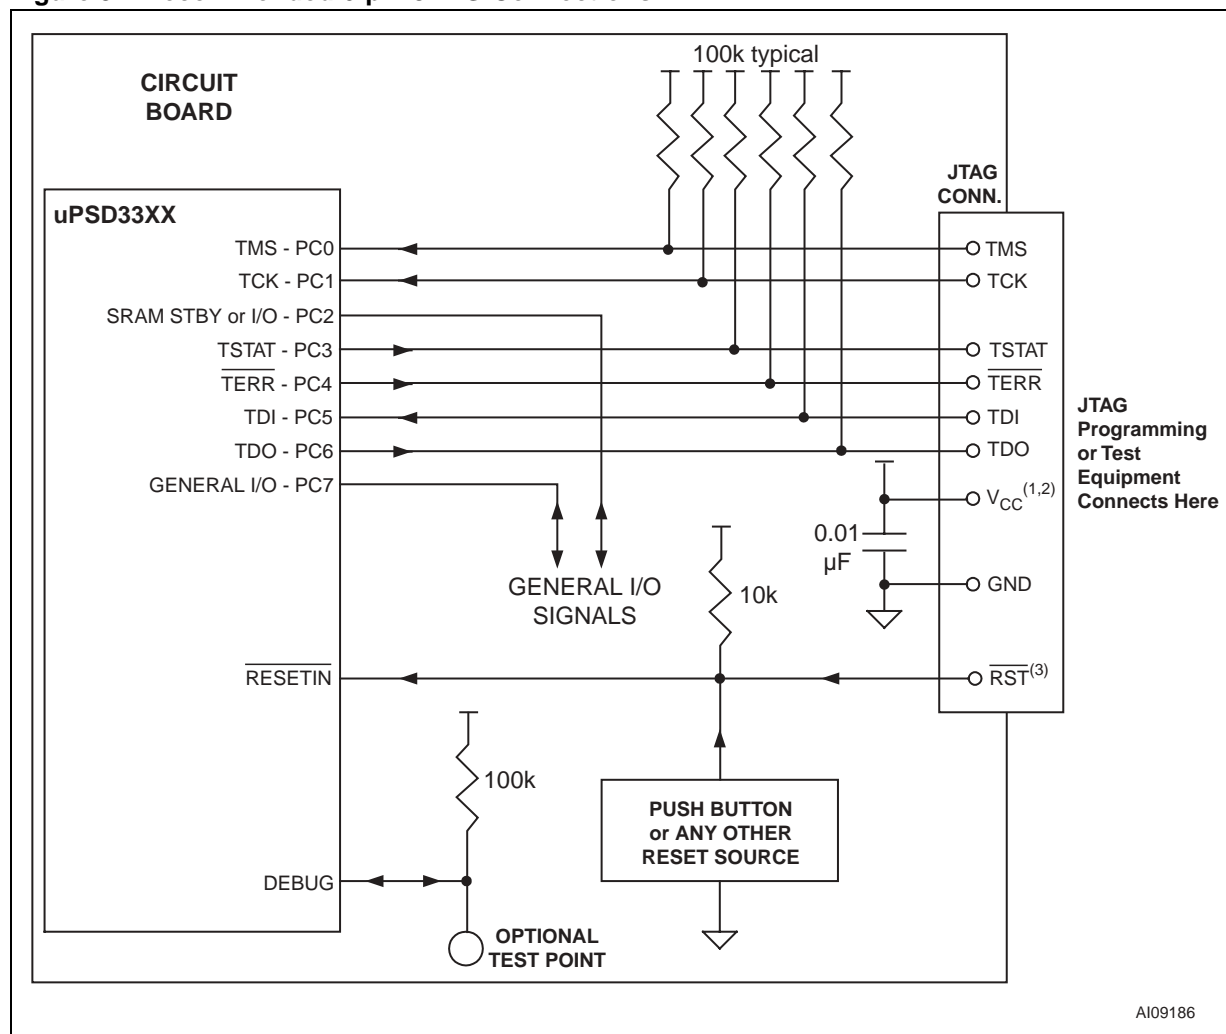 100k typical
CIRCUIT
BOARD
JTAG
CONN.
uPSD33XX
TMS - PC0
TMS
TCK - PC1
TCK
SRAM STBY or I/O - PC2
TSTAT - PC3
TSTAT
TERR - PC4
TERR
TDI - PC5
TDI
TDO - PC6
TDO
GENERAL I/O - PC7
JTAG
Programming
or Test
Equipment
Connects Here
VCC(1,2)
0.01
µF
GENERAL I/O
SIGNALS
10k
GND
RESETIN
RST(3)
100k
PUSH BUTTON
or ANY OTHER
RESET SOURCE
DEBUG
OPTIONAL
TEST POINT
AI09186